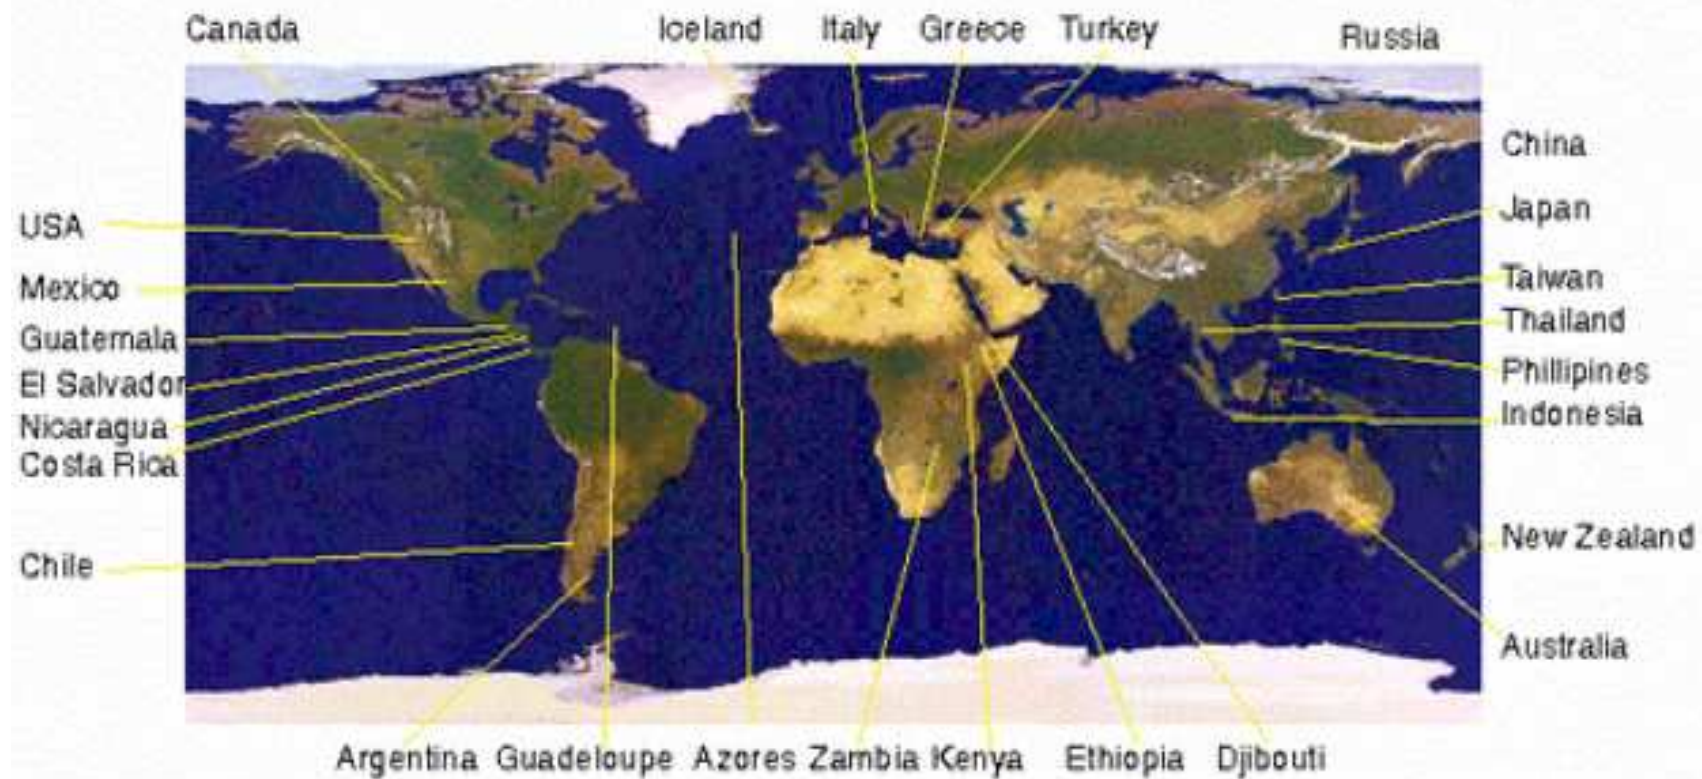 Canada
Iceland
Italy
Greece
Turkey
Russia
China
Japan
Taiwan
Thailand
Phillipines
Indonesia
New Zealand
Australia
USA
Mexico
Guatemala
El Salvador
Nicaragua
Costa Rica
Chile
Argentina
Guadeloupe
Azores
Zambia
Kenya
Ethiopia
Djibouti